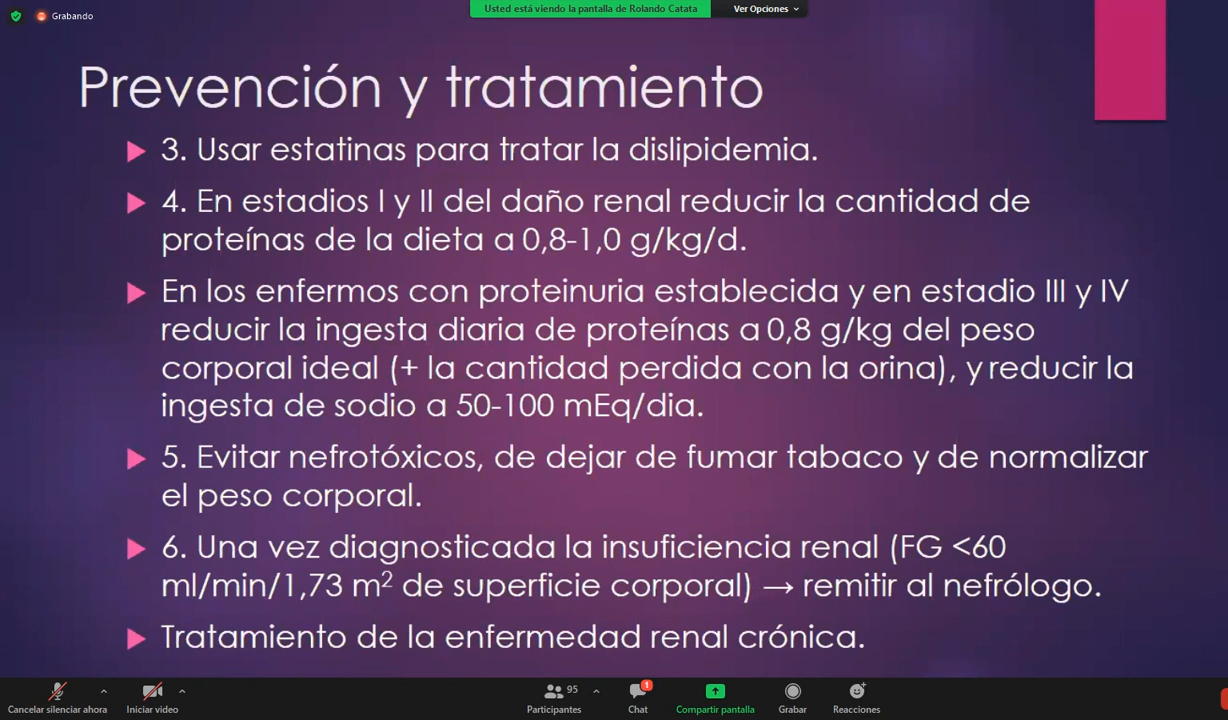 Grabando
Usted está viendo la pantalla de Rolando Catata
Ver Opciones
Prevención y tratamiento
3. Usar estatinas para tratar la dislipidemia.
4. En estadios I y II del daño renal reducir la cantidad de
proteínas de la dieta a 0,8-1,0 g/kg/d.
En los enfermos con proteinuria establecida y en estadio III y IV
reducir la ingesta diaria de proteínas a 0,8 g/kg del peso
corporal ideal (+ la cantidad perdida con la orina), y reducir la
ingesta de sodio a 50-100 mEq/dia.
5. Evitar nefrotóxicos, de dejar de fumar tabaco y de normalizar
el peso corporal.
6. Una vez diagnosticada la insuficiencia renal (FG <60
ml/min/1,73 m² de superficie corporal) → remitir al nefrólogo.
Tratamiento de la enfermedad renal crónica.
Cancelar silenciar ahora
Iniciar video
Participantes
95
Chat
1
Compartir pantalla
Grabar
Reacciones